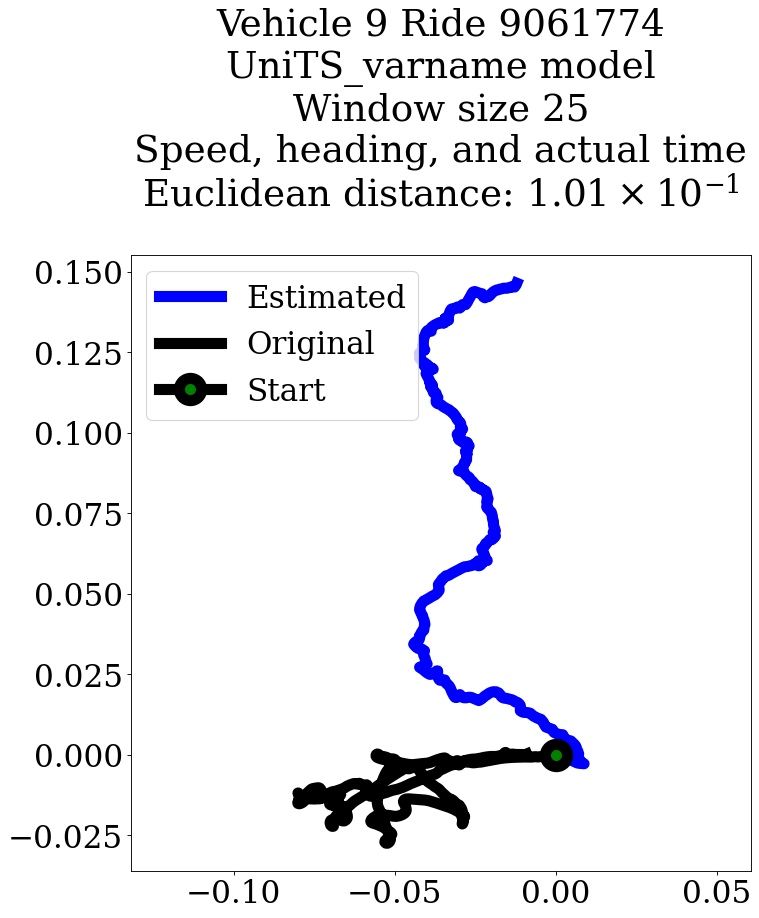 Vehicle 9 Ride 9061774
UniTS_varname model
Window size 25
Speed, heading, and actual time
Euclidean distance: 1.01 × 10⁻¹
0.150
0.125
0.100
0.075
0.050
0.025
0.000
−0.025
Estimated
Original
Start
−0.10
−0.05
0.00
0.05